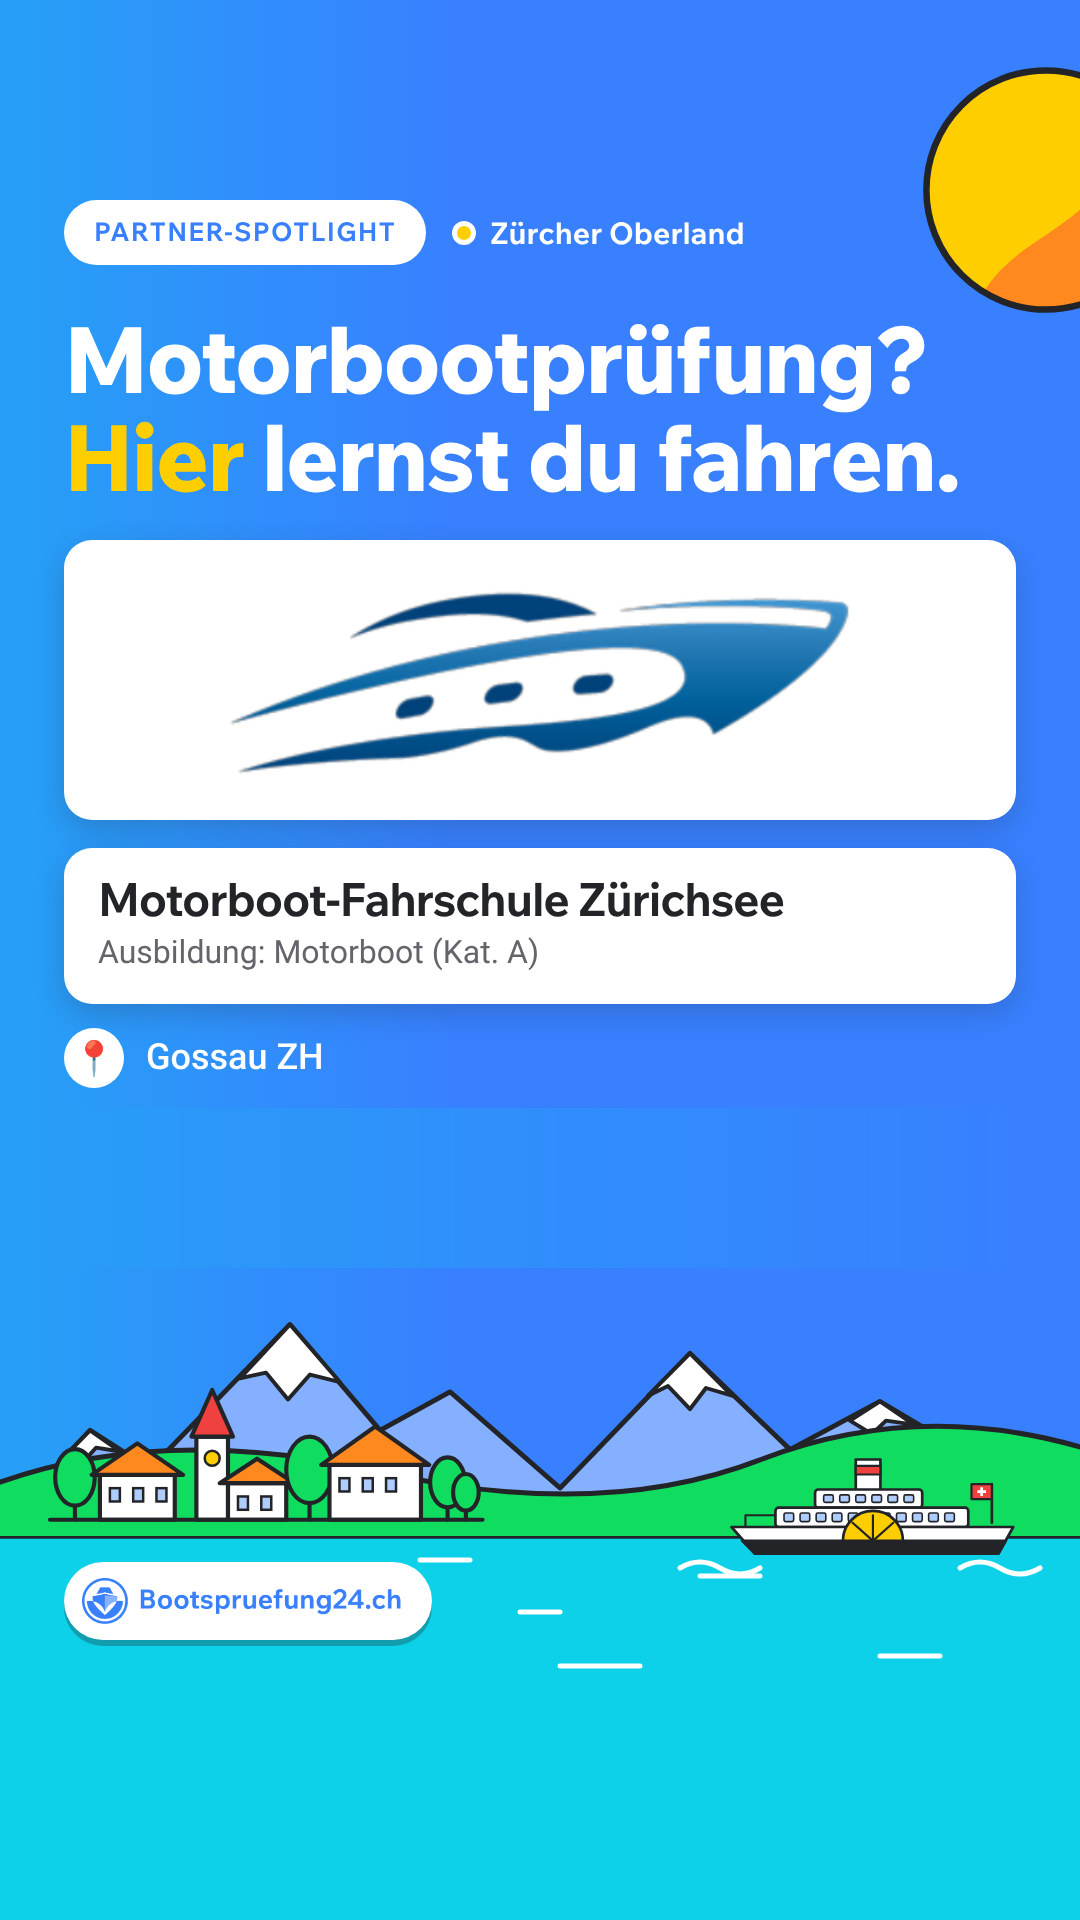 PARTNER-SPOTLIGHT
Zürcher Oberland
Motorbootprüfung?
Hier lernst du fahren.
Motorboot-Fahrschule Zürichsee
Ausbildung: Motorboot (Kat. A)
Gossau ZH
Bootspruefung24.ch